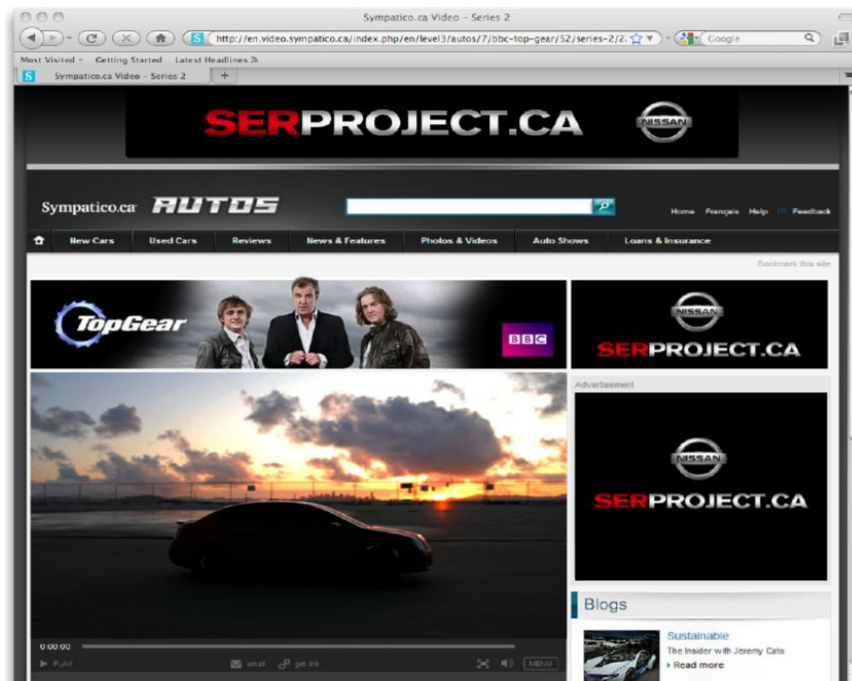 Sympatico.ca Video – Series 2
http://en.video.sympatico.ca/index.php/en/level3/autos/7/bbc-top-gear/52/series-2/2
Google
Most Visited
Getting Started
Latest Headlines
S Sympatico.ca Video – Series 2 +
SERPROJECT.CA NISSAN
Sympatico.ca AUTOS
Home Français Help Feedback
New Cars Used Cars Reviews News & Features Photos & Videos Auto Shows Loans & Insurance
Bookmark this site
TopGear BBC
NISSAN
SERPROJECT.CA
Advertisement
NISSAN
SERPROJECT.CA
0:00:00
PLAY email get link MENU
Blogs
Sustainable
The Insider with Jeremy Cato
Read more